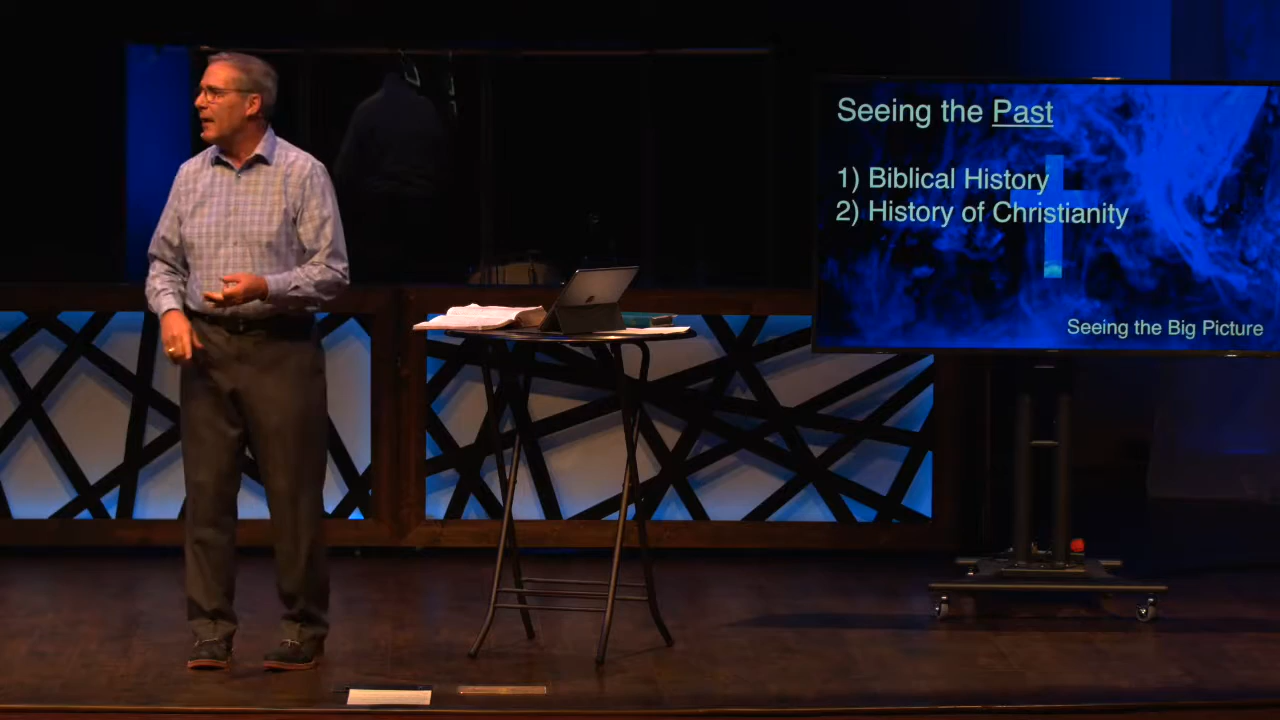 Seeing the Past
1) Biblical History
2) History of Christianity
Seeing the Big Picture